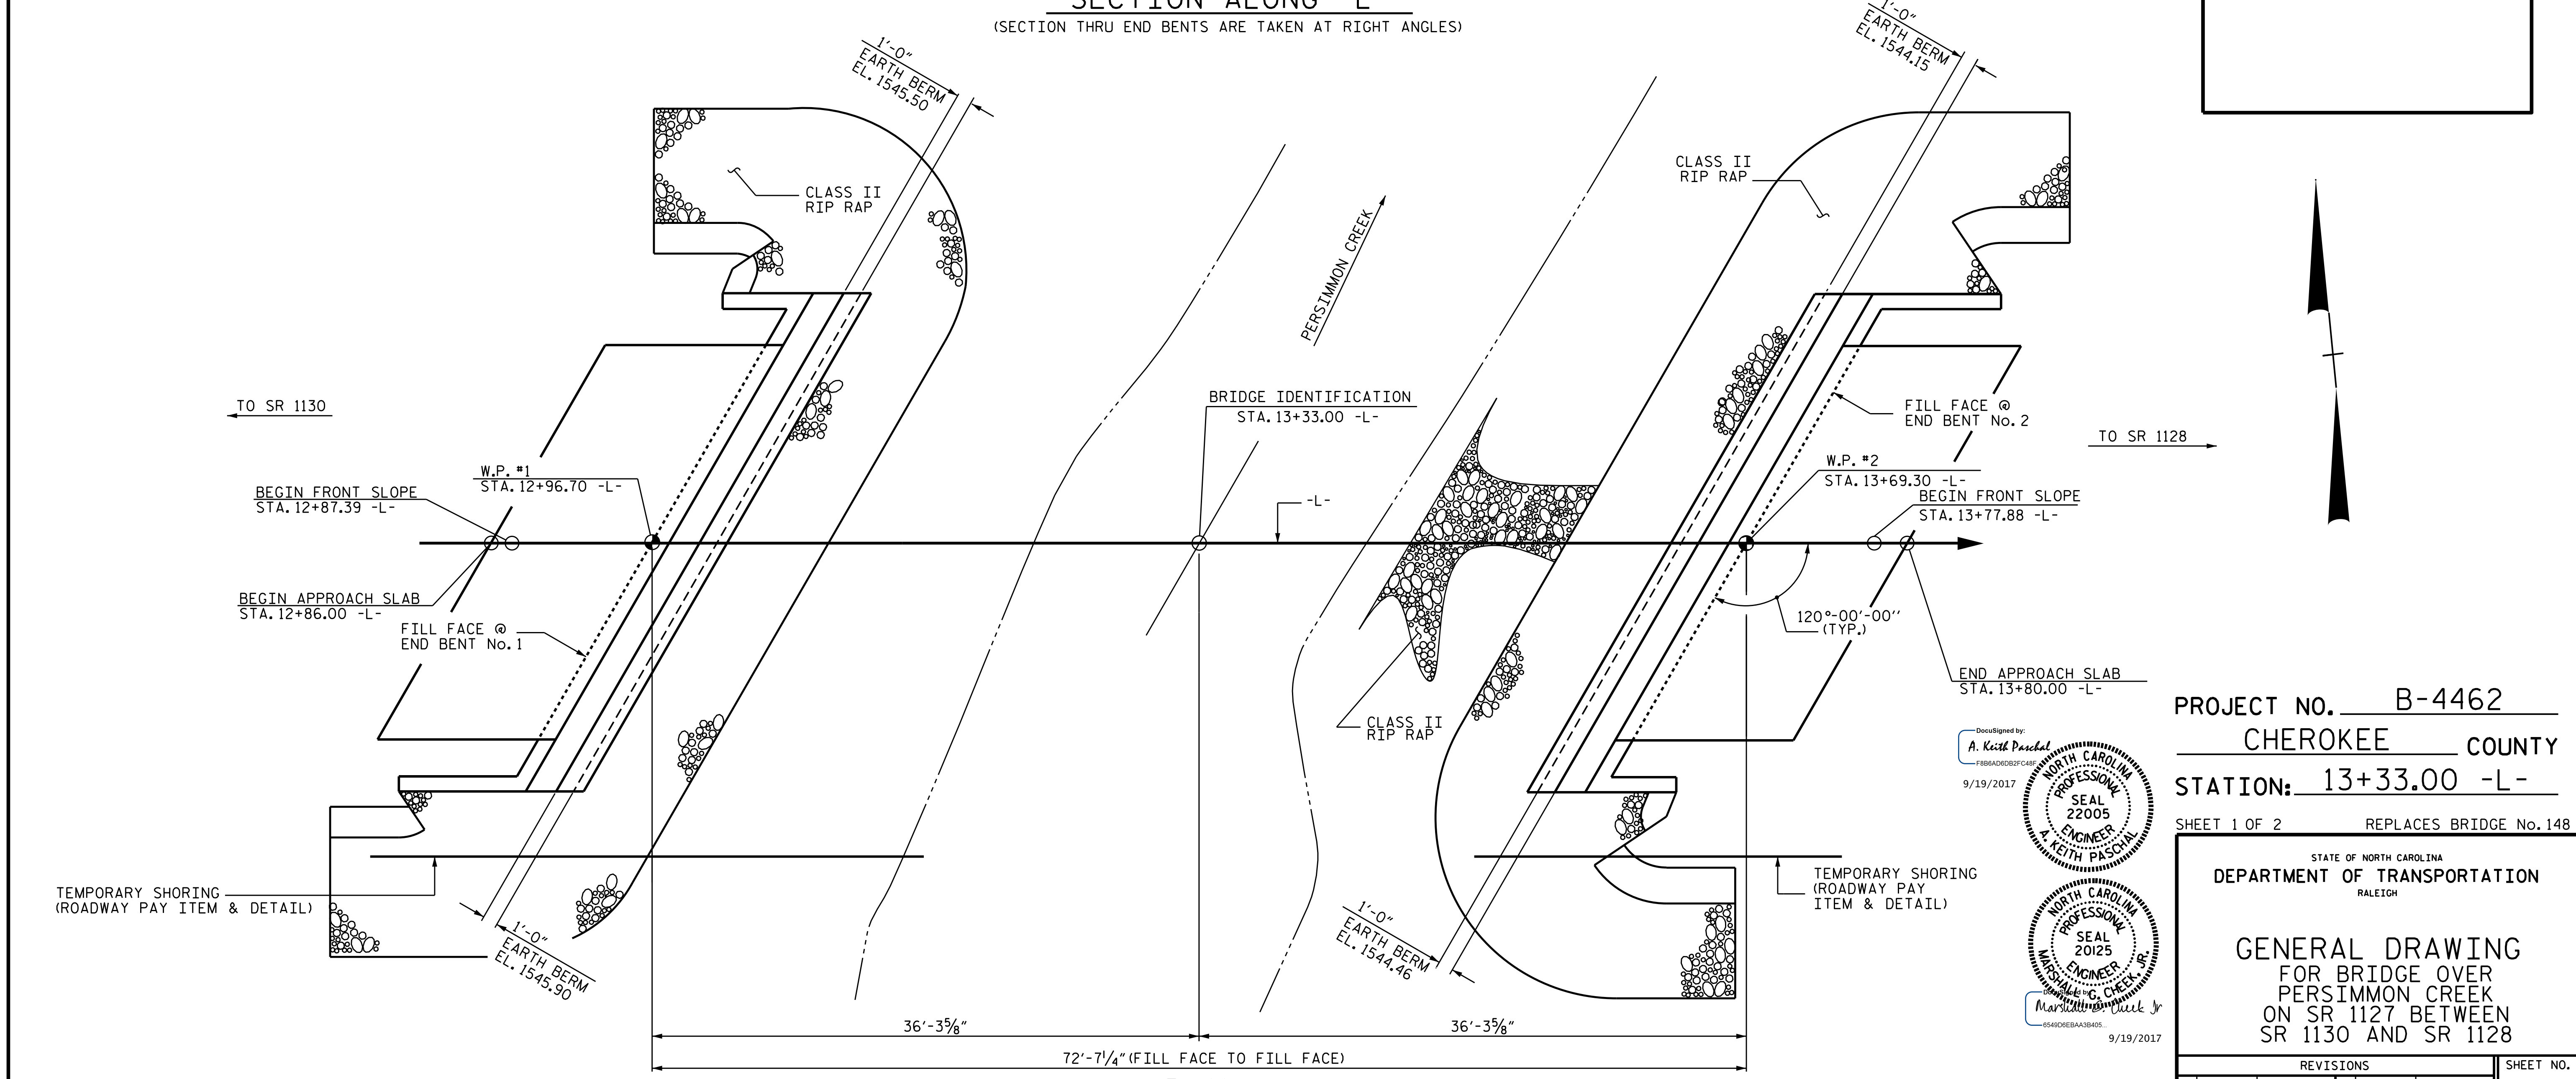 SECTION ALONG -L-
(SECTION THRU END BENTS ARE TAKEN AT RIGHT ANGLES)
1'-0"
EARTH BERM
EL. 1545.50
1'-0"
EARTH BERM
EL. 1544.15
CLASS II
RIP RAP
CLASS II
RIP RAP
PERSIMMON CREEK
TO SR 1130
BRIDGE IDENTIFICATION
STA. 13+33.00 -L-
FILL FACE @
END BENT No. 2
TO SR 1128
W.P. #1
STA. 12+96.70 -L-
BEGIN FRONT SLOPE
STA. 12+87.39 -L-
-L-
W.P. #2
STA. 13+69.30 -L-
BEGIN FRONT SLOPE
STA. 13+77.88 -L-
BEGIN APPROACH SLAB
STA. 12+86.00 -L-
FILL FACE @
END BENT No. 1
120°-00'-00''
(TYP.)
END APPROACH SLAB
STA. 13+80.00 -L-
CLASS II
RIP RAP
TEMPORARY SHORING
(ROADWAY PAY ITEM & DETAIL)
TEMPORARY SHORING
(ROADWAY PAY
ITEM & DETAIL)
1'-0"
EARTH BERM
EL. 1545.90
1'-0"
EARTH BERM
EL. 1544.46
36'-3⅝"
36'-3⅝"
72'-7¼" (FILL FACE TO FILL FACE)
PROJECT NO. B-4462
CHEROKEE COUNTY
STATION: 13+33.00 -L-
SHEET 1 OF 2 REPLACES BRIDGE No. 148
DocuSigned by:
A. Keith Paschal
F8B6AD6DB2FC48F...
9/19/2017
NORTH CAROLINA
PROFESSIONAL
SEAL
22005
ENGINEER
A. KEITH PASCHAL
NORTH CAROLINA
PROFESSIONAL
SEAL
20125
ENGINEER
MARSHALL G. CHEEK, JR.
DocuSigned by:
Marshall G. Cheek Jr
6549D6EBAA3B405...
9/19/2017
STATE OF NORTH CAROLINA
DEPARTMENT OF TRANSPORTATION
RALEIGH
GENERAL DRAWING
FOR BRIDGE OVER
PERSIMMON CREEK
ON SR 1127 BETWEEN
SR 1130 AND SR 1128
REVISIONS
SHEET NO.